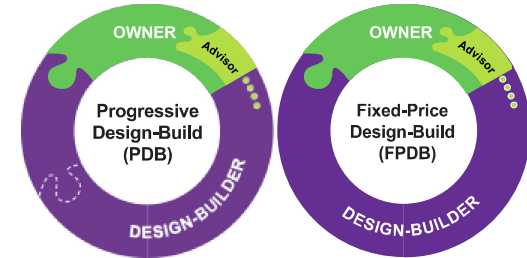 OWNER
Advisor
Progressive
Design-Build
(PDB)
DESIGN-BUILDER
OWNER
Advisor
Fixed-Price
Design-Build
(FPDB)
DESIGN-BUILDER